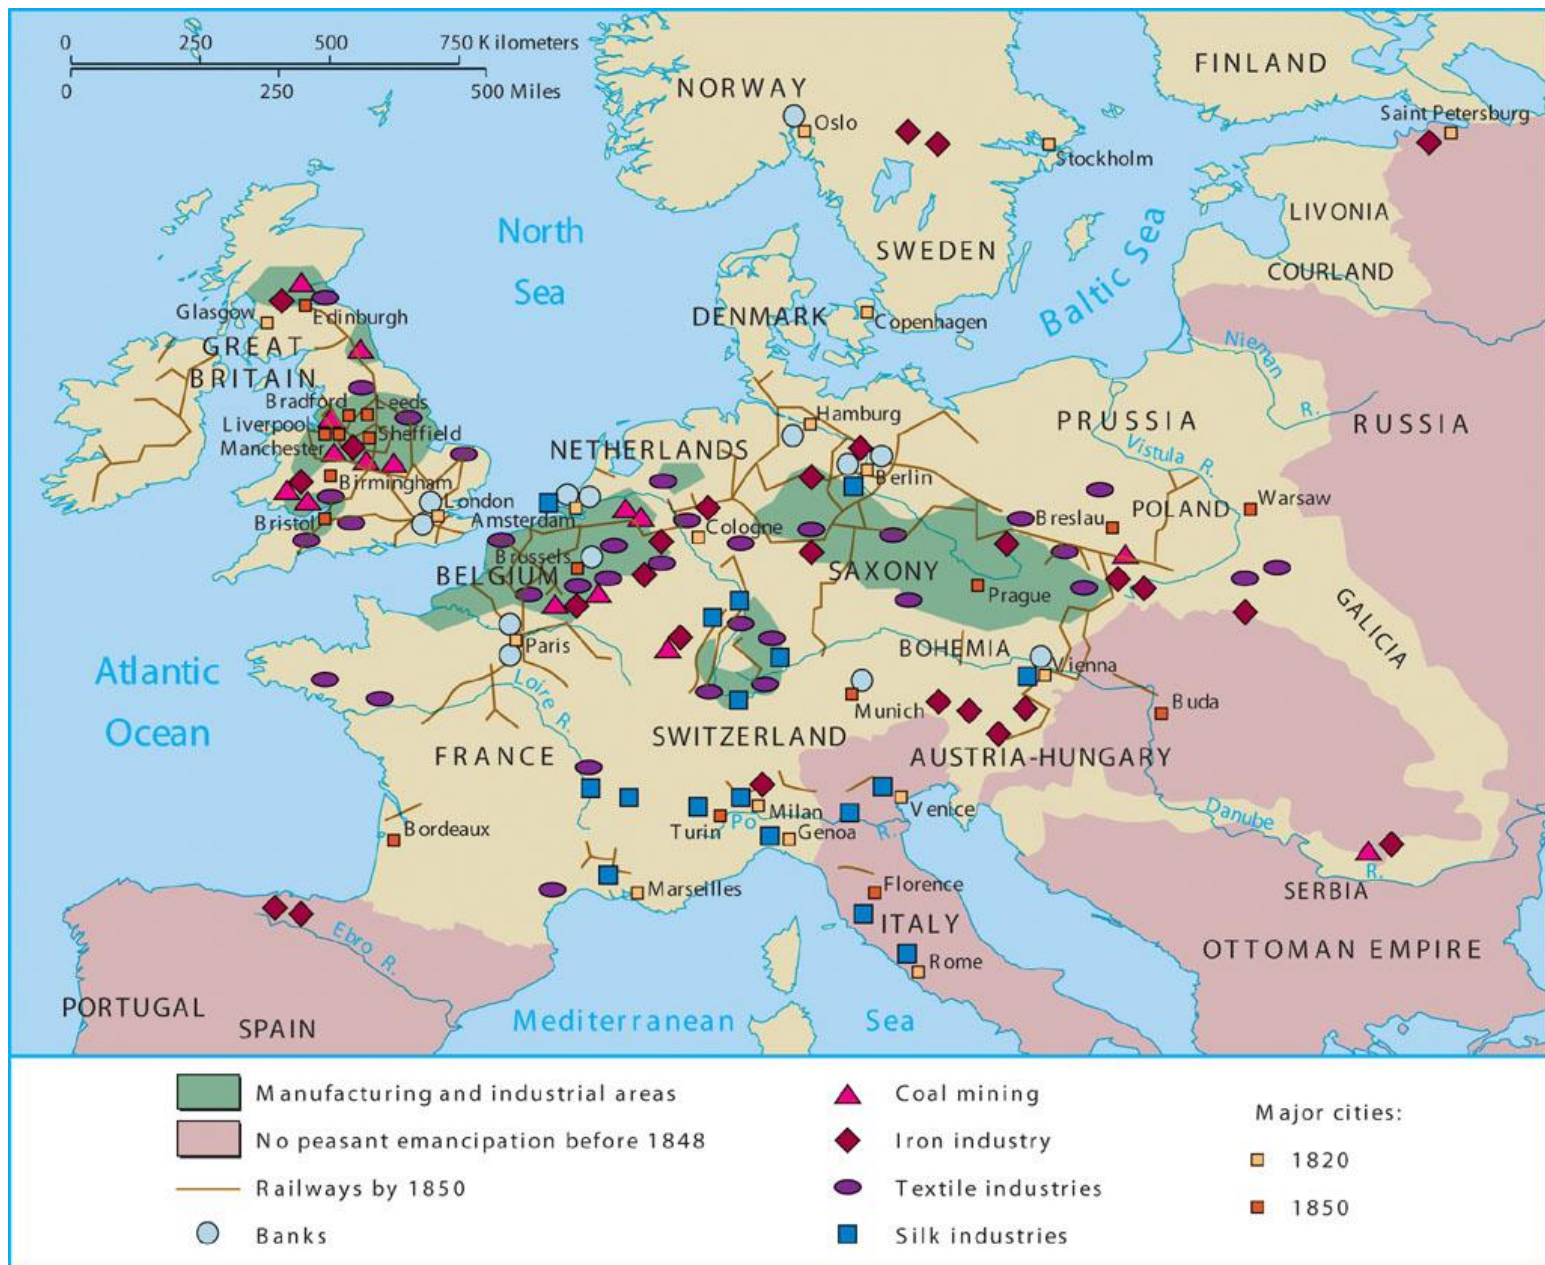 0 250 500 750 Kilometers
0 250 500 Miles
NORWAY
FINLAND
Oslo
Saint Petersburg
Stockholm
LIVONIA
North
Sea
SWEDEN
Baltic Sea
COURLAND
DENMARK
Copenhagen
Glasgow
Edinburgh
GREAT
BRITAIN
Nieman
R.
Bradford
Leeds
Liverpool
Sheffield
Manchester
Hamburg
PRUSSIA
RUSSIA
NETHERLANDS
Vistula R.
Birmingham
Berlin
London
Amsterdam
Bristol
Cologne
Breslau
POLAND
Warsaw
Brussels
BELGIUM
SAXONY
Prague
GALICIA
Paris
BOHEMIA
Vienna
Atlantic
Ocean
Loire R.
Munich
Buda
FRANCE
SWITZERLAND
AUSTRIA-HUNGARY
Bordeaux
Turin
Po
R.
Milan
Genoa
Venice
Danube
R.
Marseilles
Florence
SERBIA
ITALY
Ebro R.
Rome
OTTOMAN EMPIRE
PORTUGAL
SPAIN
Mediterranean Sea
Manufacturing and industrial areas
No peasant emancipation before 1848
Railways by 1850
Banks
Coal mining
Iron industry
Textile industries
Silk industries
Major cities:
1820
1850